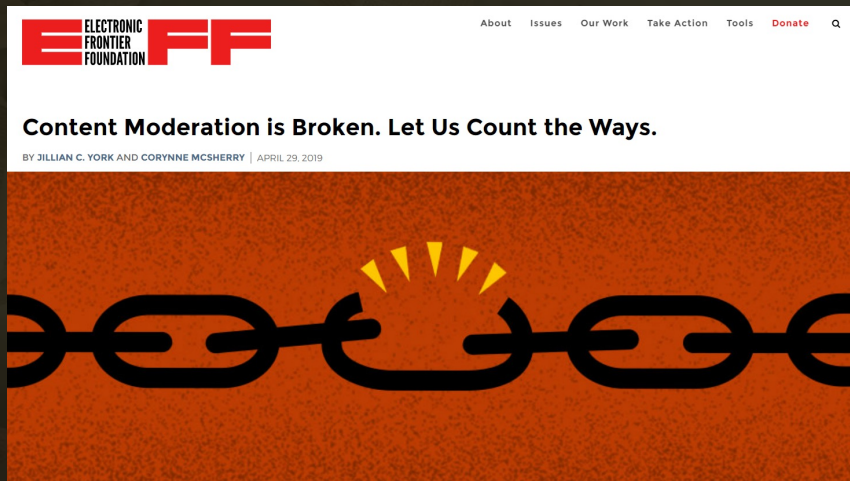 ELECTRONIC
FRONTIER
FOUNDATION
EFF
About Issues Our Work Take Action Tools Donate
Content Moderation is Broken. Let Us Count the Ways.
BY JILLIAN C. YORK AND CORYNNE MCSHERRY | APRIL 29, 2019